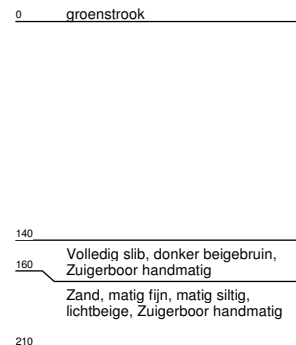 0 groenstrook
140
Volledig slib, donker beigebruin,
160 Zuigerboor handmatig
Zand, matig fijn, matig siltig,
lichtbeige, Zuigerboor handmatig
210